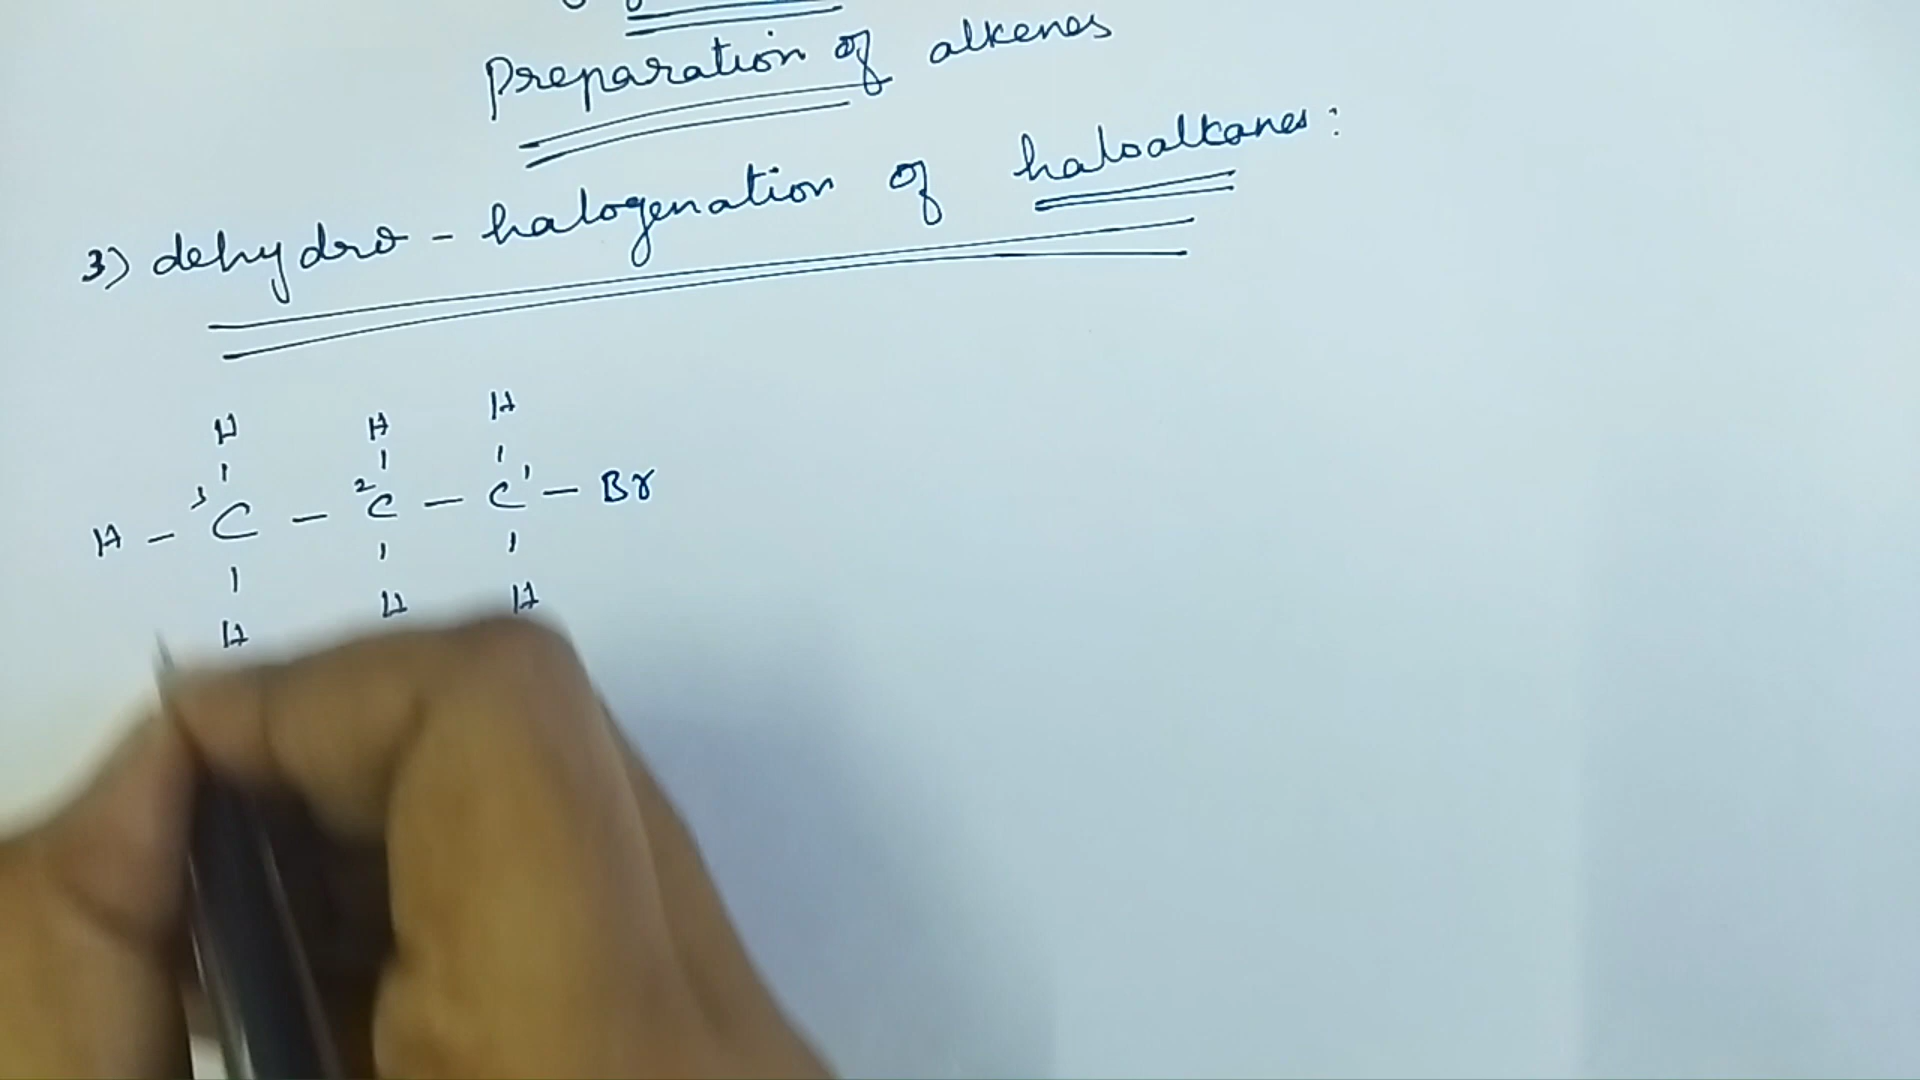 Preparation of alkenes
3) dehydro - halogenation of haloalkanes :
H H H
H - ³C - ²C - C¹ - Br
H H H